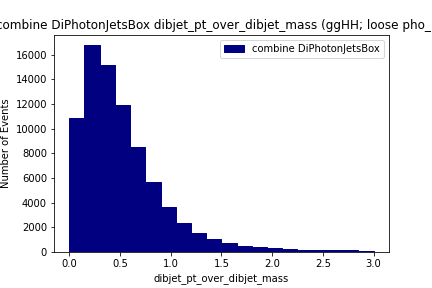 combine DiPhotonJetsBox dibjet_pt_over_dibjet_mass (ggHH; loose pho_
combine DiPhotonJetsBox
Number of Events
16000
14000
12000
10000
8000
6000
4000
2000
0
0.0 0.5 1.0 1.5 2.0 2.5 3.0
dibjet_pt_over_dibjet_mass